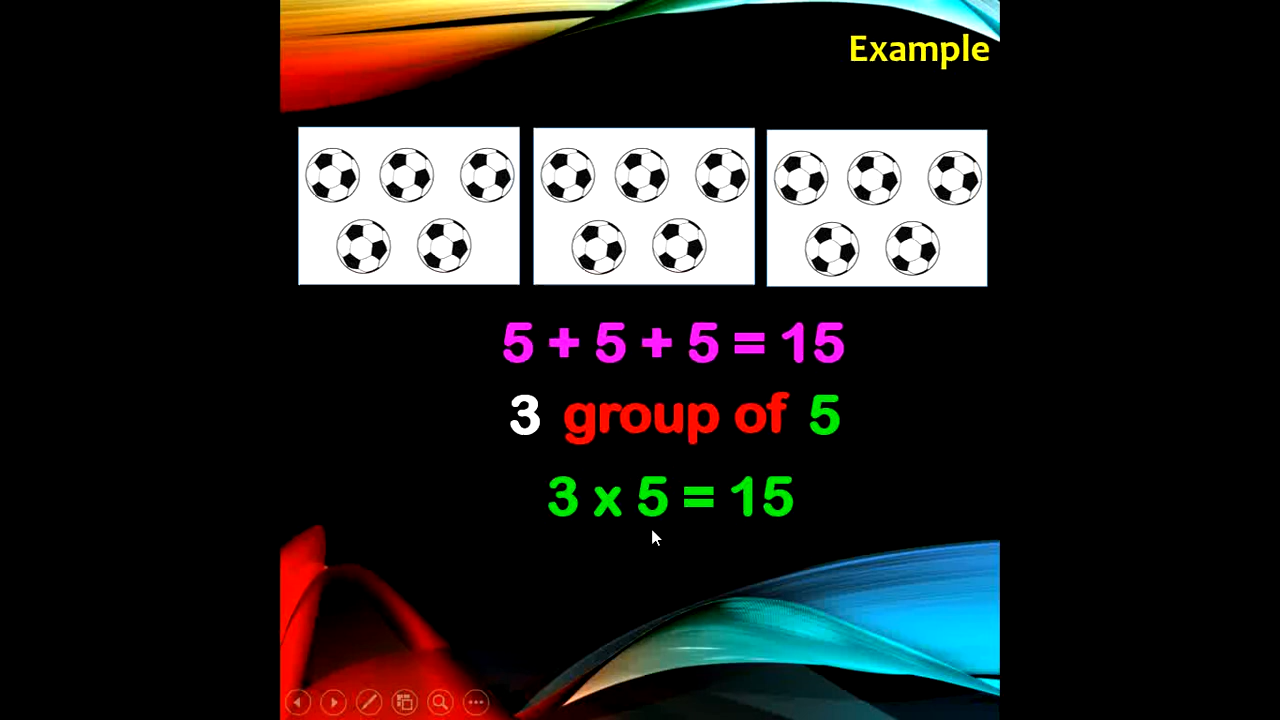 Example
5 + 5 + 5 = 15
3 group of 5
3 x 5 = 15